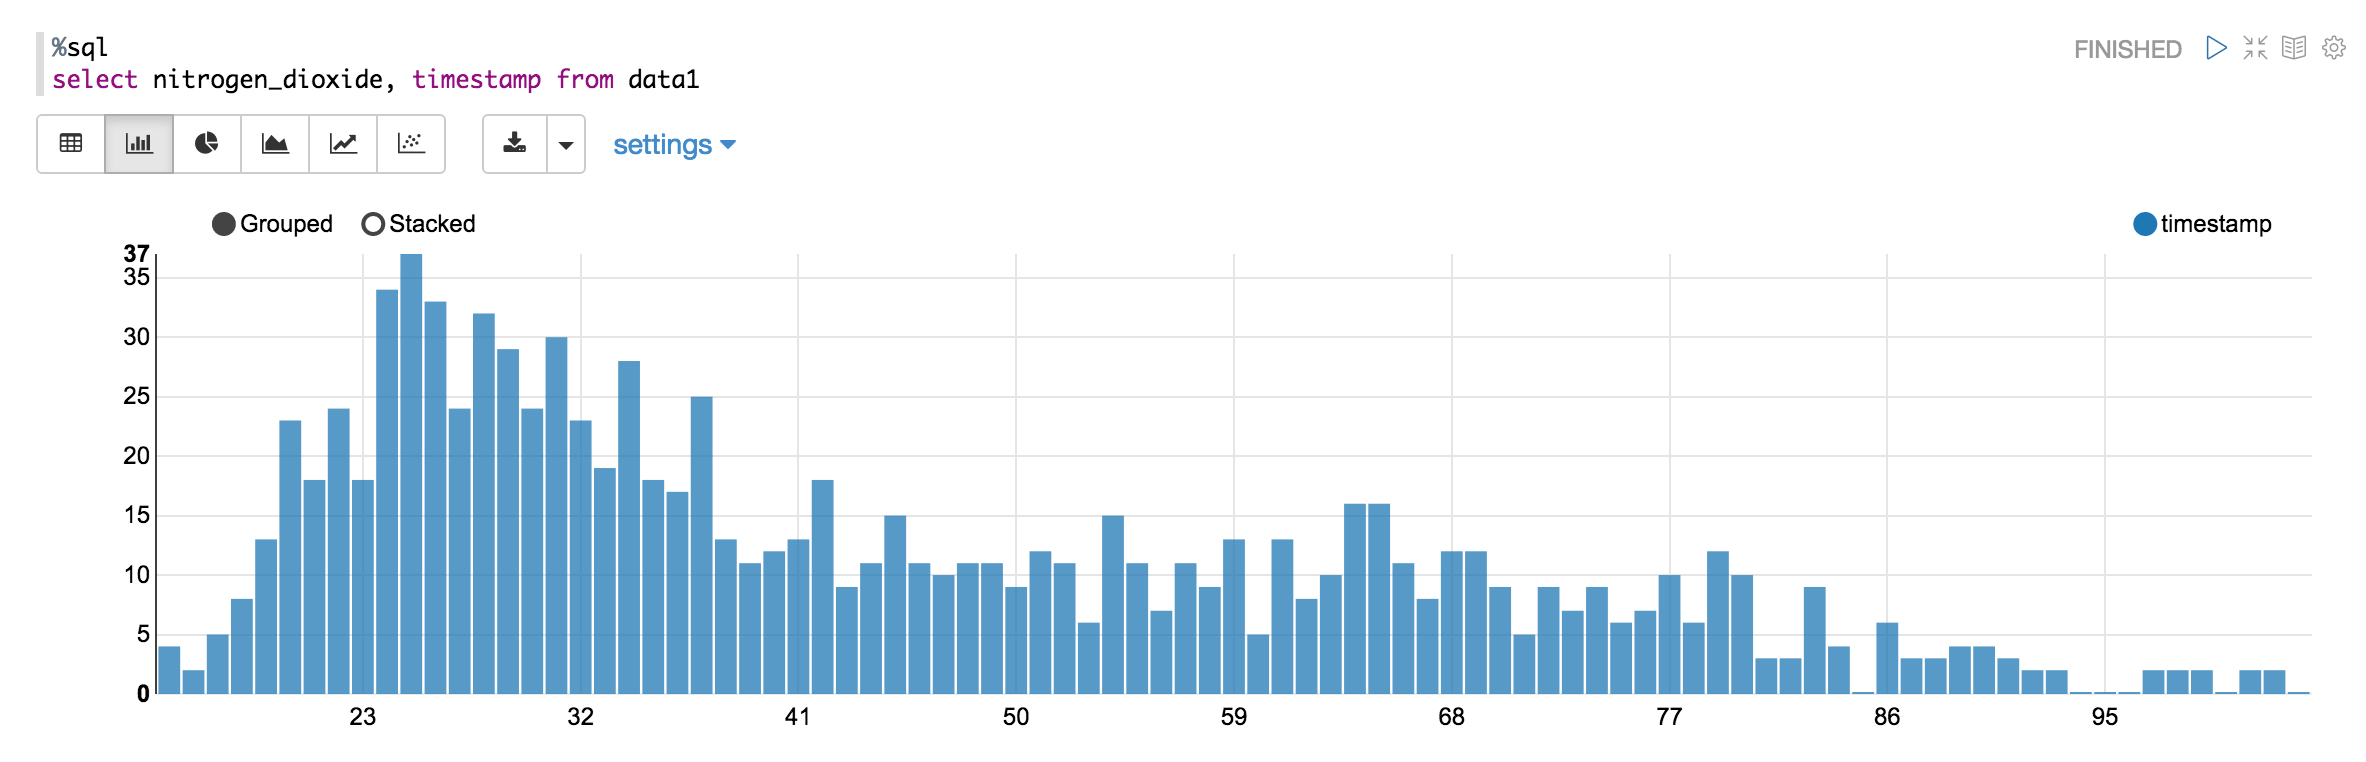 %sql
select nitrogen_dioxide, timestamp from data1
FINISHED
settings
Grouped Stacked
timestamp
37
35
30
25
20
15
10
5
0
23 32 41 50 59 68 77 86 95